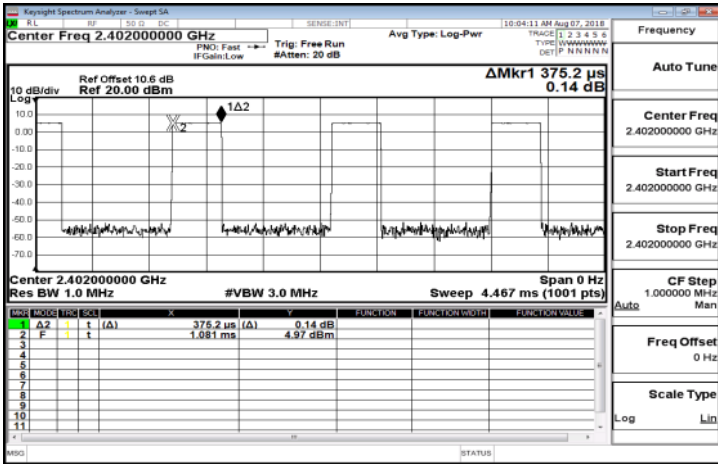 Keysight Spectrum Analyzer - Swept SA
RL RF 50 Ω DC SENSE:INT 10:04:11 AM Aug 07, 2018
Center Freq 2.402000000 GHz
PNO: Fast
IFGain:Low
Trig: Free Run
#Atten: 20 dB
Avg Type: Log-Pwr
TRACE 1 2 3 4 5 6
TYPE WWWWWW
DET P N N N N N
Ref Offset 10.6 dB
10 dB/div Ref 20.00 dBm
ΔMkr1 375.2 µs
0.14 dB
Log
10.0
0.00
-10.0
-20.0
-30.0
-40.0
-50.0
-60.0
-70.0
1Δ2
2
Center 2.402000000 GHz Span 0 Hz
Res BW 1.0 MHz #VBW 3.0 MHz Sweep 4.467 ms (1001 pts)
MKR MODE TRC SCL X Y FUNCTION FUNCTION WIDTH FUNCTION VALUE
1 Δ2 1 t (Δ) 375.2 µs (Δ) 0.14 dB
2 F 1 t 1.081 ms 4.97 dBm
3
4
5
6
7
8
9
10
11
MSG STATUS
Frequency
Auto Tune
Center Freq
2.402000000 GHz
Start Freq
2.402000000 GHz
Stop Freq
2.402000000 GHz
CF Step
1.000000 MHz
Auto Man
Freq Offset
0 Hz
Scale Type
Log Lin